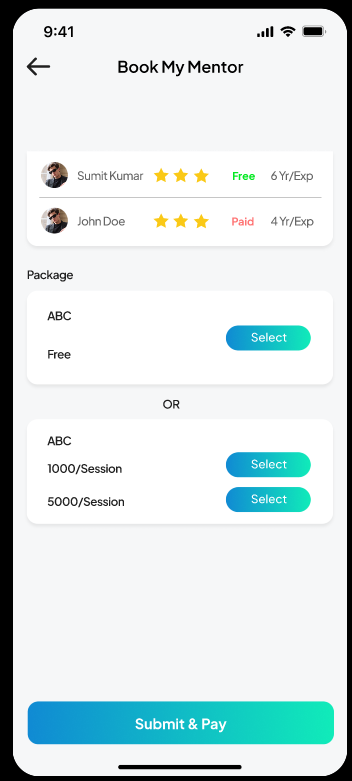 9:41
Book My Mentor
Sumit Kumar Free 6 Yr/Exp
John Doe Paid 4 Yr/Exp
Package
ABC
Select
Free
OR
ABC
1000/Session Select
5000/Session Select
Submit & Pay